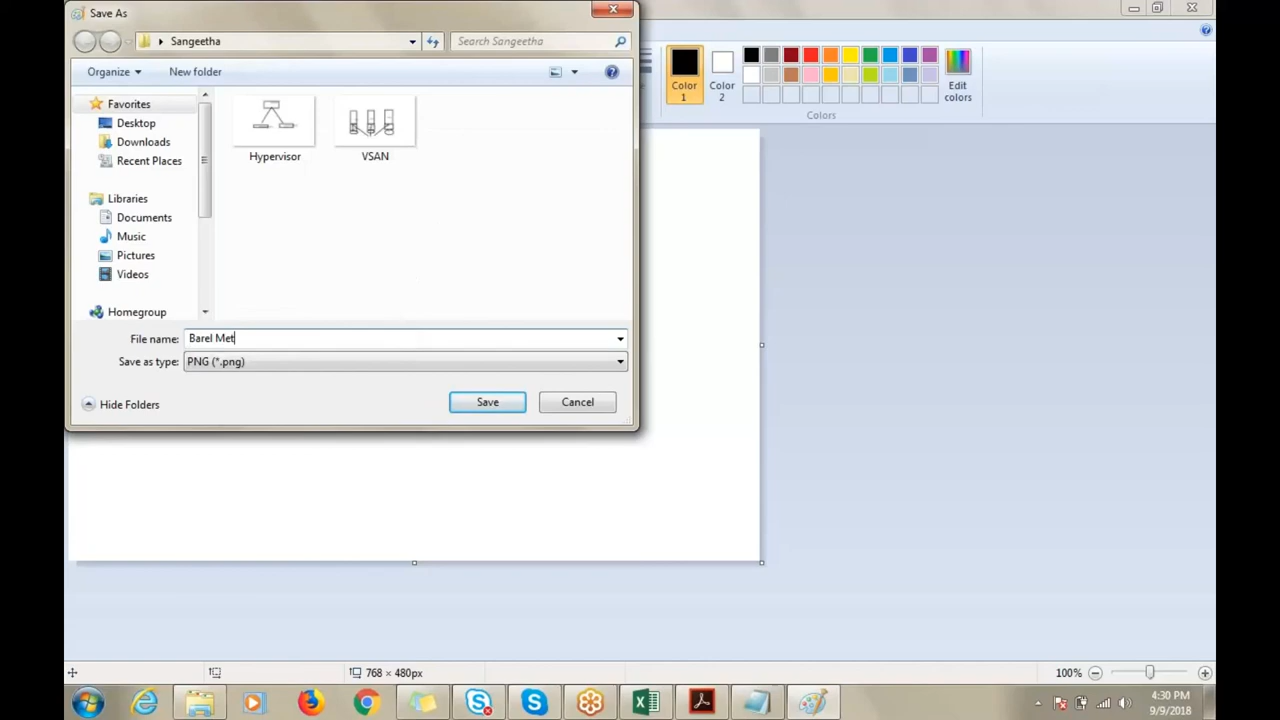 Save As
Sangeetha
Search Sangeetha
Organize
New folder
Favorites
Desktop
Downloads
Recent Places
Libraries
Documents
Music
Pictures
Videos
Homegroup
Hypervisor
VSAN
File name: Barel Met
Save as type: PNG (*.png)
Hide Folders
Save
Cancel
Color 1
Color 2
Edit colors
Colors
768 × 480px
100%
4:30 PM
9/9/2018